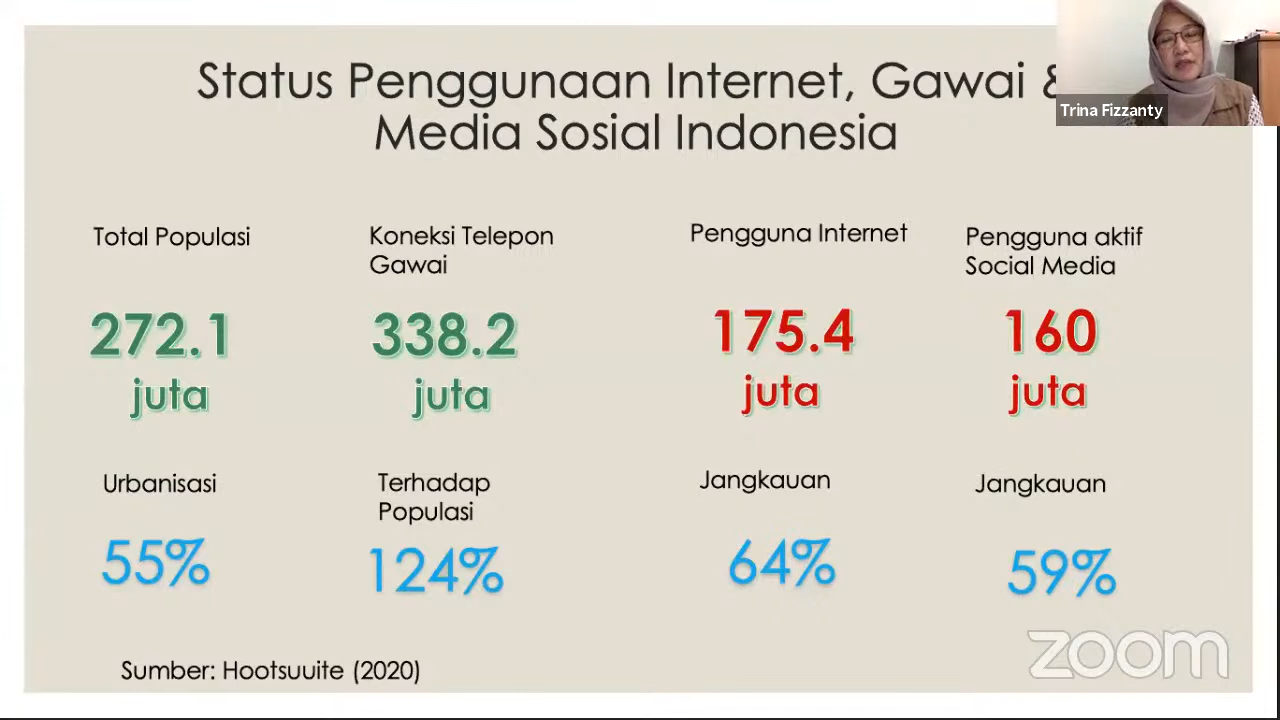 Status Penggunaan Internet, Gawai &
Media Sosial Indonesia
Trina Fizzanty
Total Populasi
272.1
juta
Urbanisasi
55%
Koneksi Telepon
Gawai
338.2
juta
Terhadap
Populasi
124%
Pengguna Internet
175.4
juta
Jangkauan
64%
Pengguna aktif
Social Media
160
juta
Jangkauan
59%
Sumber: Hootsuuite (2020)
zoom